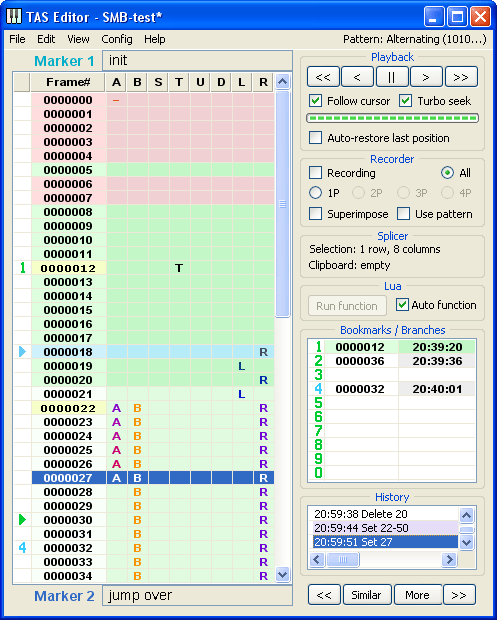 TAS Editor - SMB-test*
File Edit View Config Help Pattern: Alternating (1010...)
Marker 1 init
Frame# A B S T U D L R
0000000 –
0000001
0000002
0000003
0000004
0000005
0000006
0000007
0000008
0000009
0000010
0000011
1 0000012 T
0000013
0000014
0000015
0000016
0000017
0000018 R
0000019 L
0000020 R
0000021 L
0000022 A B R
0000023 A B R
0000024 A B R
0000025 A B R
0000026 A B R
0000027 A B R
0000028 B R
0000029 B R
0000030 B R
0000031 B R
4 0000032 B R
0000033 B R
0000034 B R
Marker 2 jump over
Playback
<< < || > >>
Follow cursor Turbo seek
Auto-restore last position
Recorder
Recording All
1P 2P 3P 4P
Superimpose Use pattern
Splicer
Selection: 1 row, 8 columns
Clipboard: empty
Lua
Run function Auto function
Bookmarks / Branches
1 0000012 20:39:20
2 0000036 20:39:36
3
4 0000032 20:40:01
5
6
7
8
9
0
History
20:59:38 Delete 20
20:59:44 Set 22-50
20:59:51 Set 27
<< Similar More >>